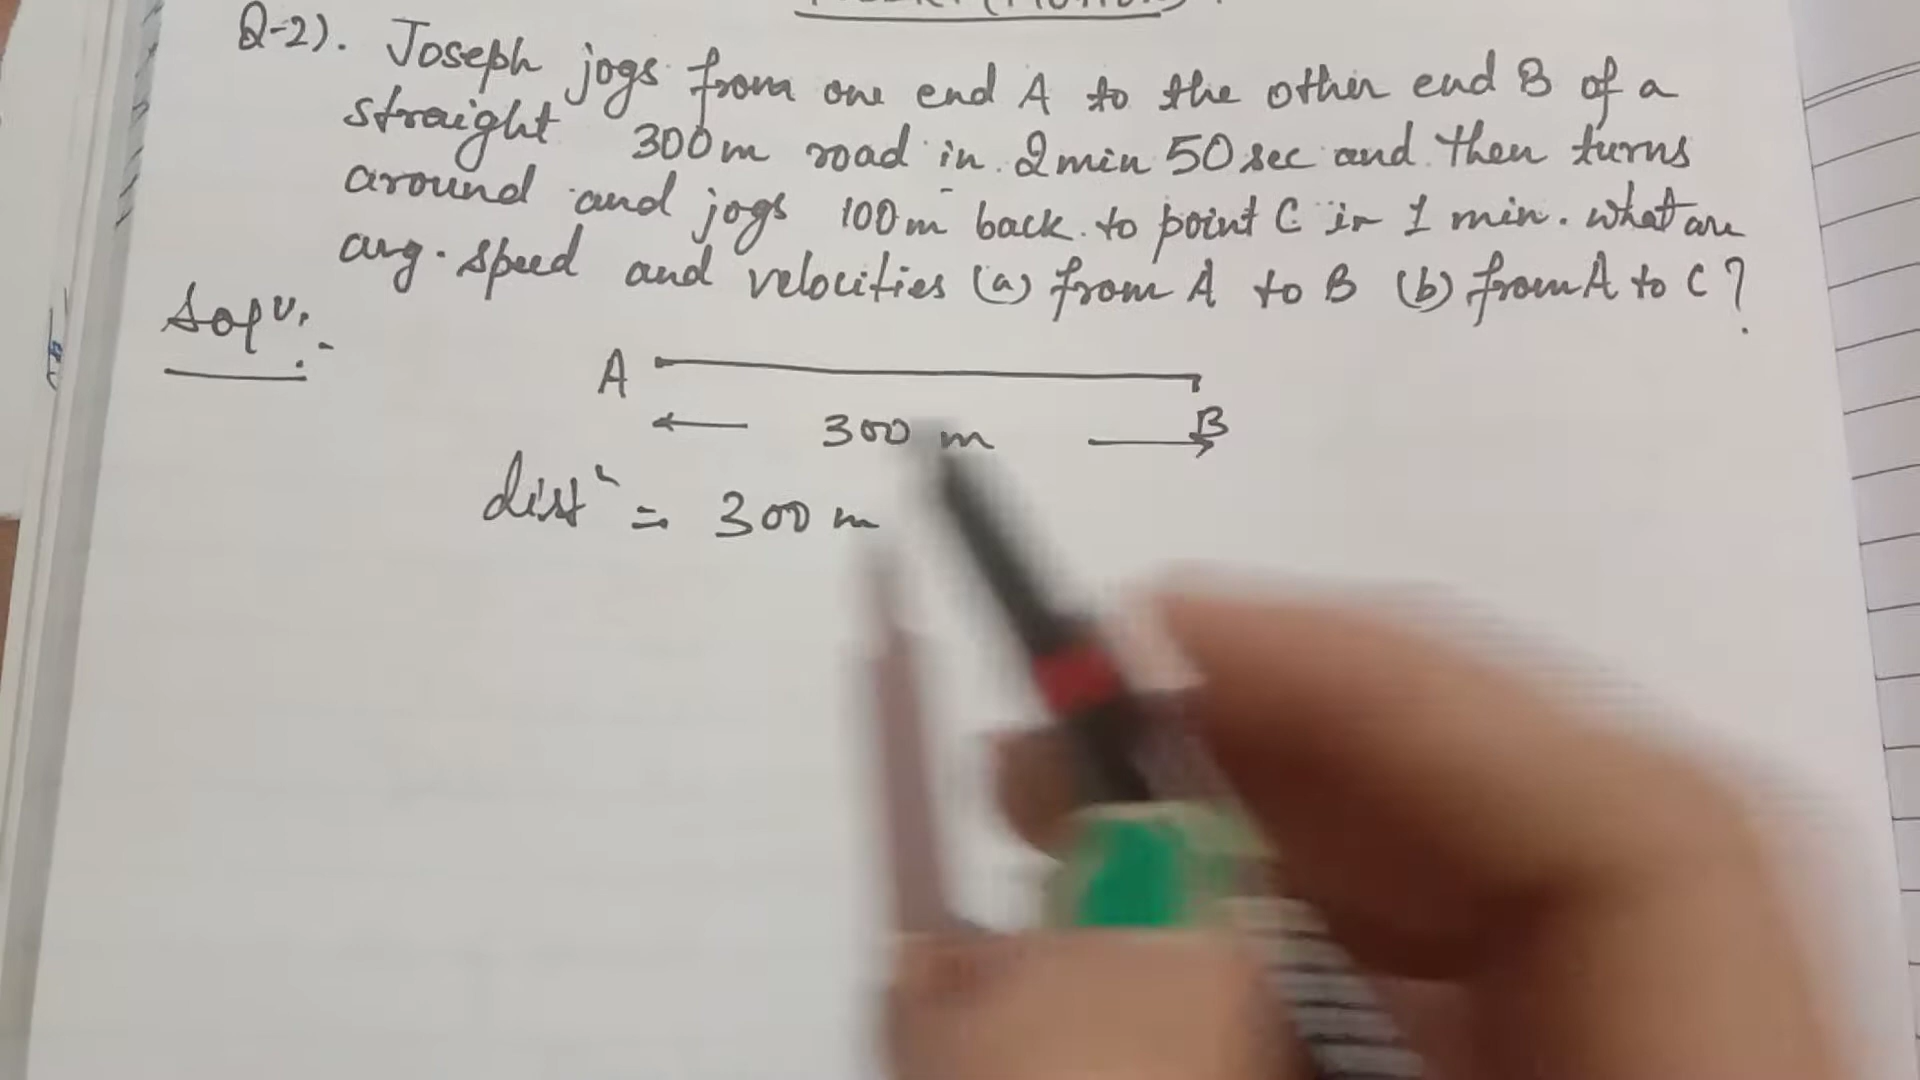 Q-2). Joseph jogs from one end A to the other end B of a
straight 300m road in 2min 50sec and then turns
around and jogs 100m back to point C in 1 min. what are
avg. speed and velocities (a) from A to B (b) from A to C?
A
300 m
B
dist = 300 m